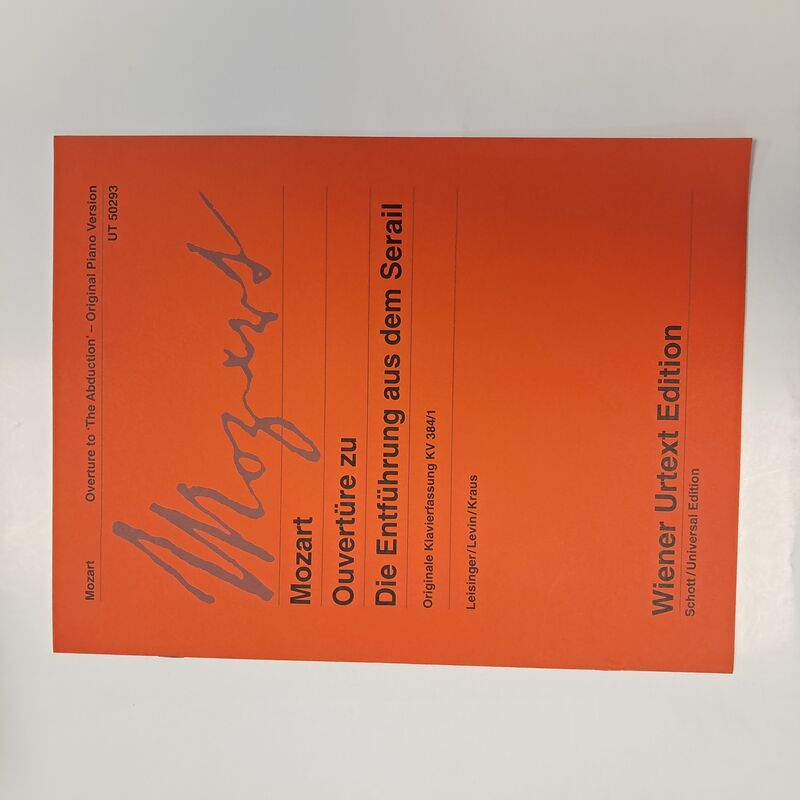 Mozart Overture to 'The Abduction' – Original Piano Version
UT 50293
Mozart
Mozart
Ouvertüre zu
Die Entführung aus dem Serail
Originale Klavierfassung KV 384/1
Leisinger/Levin/Kraus
Wiener Urtext Edition
Schott/Universal Edition